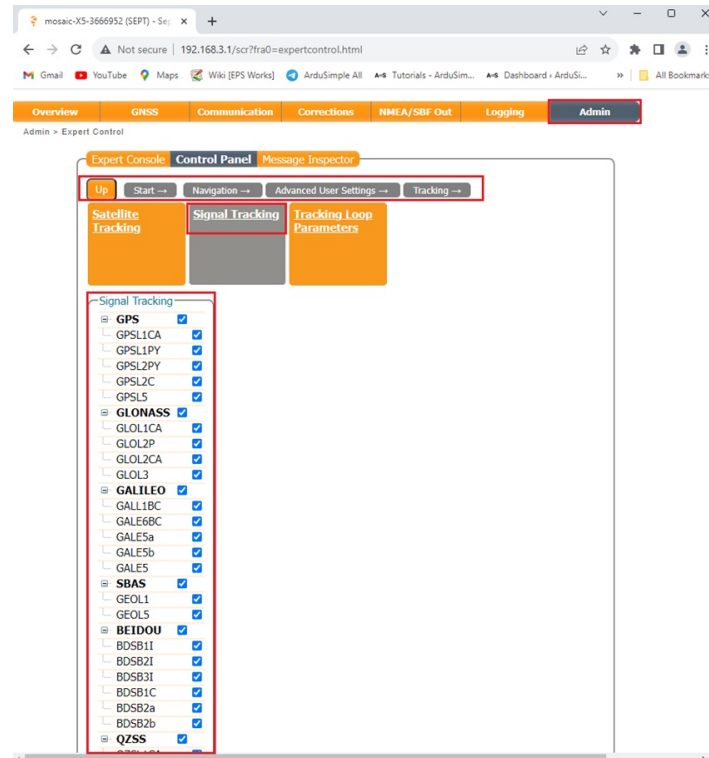 mosaic-X5-3666952 (SEPT) - Sep
Not secure | 192.168.3.1/scr?fra0=expertcontrol.html
Gmail YouTube Maps Wiki [EPS Works] ArduSimple All Tutorials - ArduSim... Dashboard ‹ ArduSi... » All Bookmarks
Overview GNSS Communication Corrections NMEA/SBF Out Logging Admin
Admin > Expert Control
Expert Console Control Panel Message Inspector
Up Start → Navigation → Advanced User Settings → Tracking →
Satellite Tracking
Signal Tracking
Tracking Loop Parameters
Signal Tracking
GPS
GPSL1CA
GPSL1PY
GPSL2PY
GPSL2C
GPSL5
GLONASS
GLOL1CA
GLOL2P
GLOL2CA
GLOL3
GALILEO
GALL1BC
GALE6BC
GALE5a
GALE5b
GALE5
SBAS
GEOL1
GEOL5
BEIDOU
BDSB1I
BDSB2I
BDSB3I
BDSB1C
BDSB2a
BDSB2b
QZSS